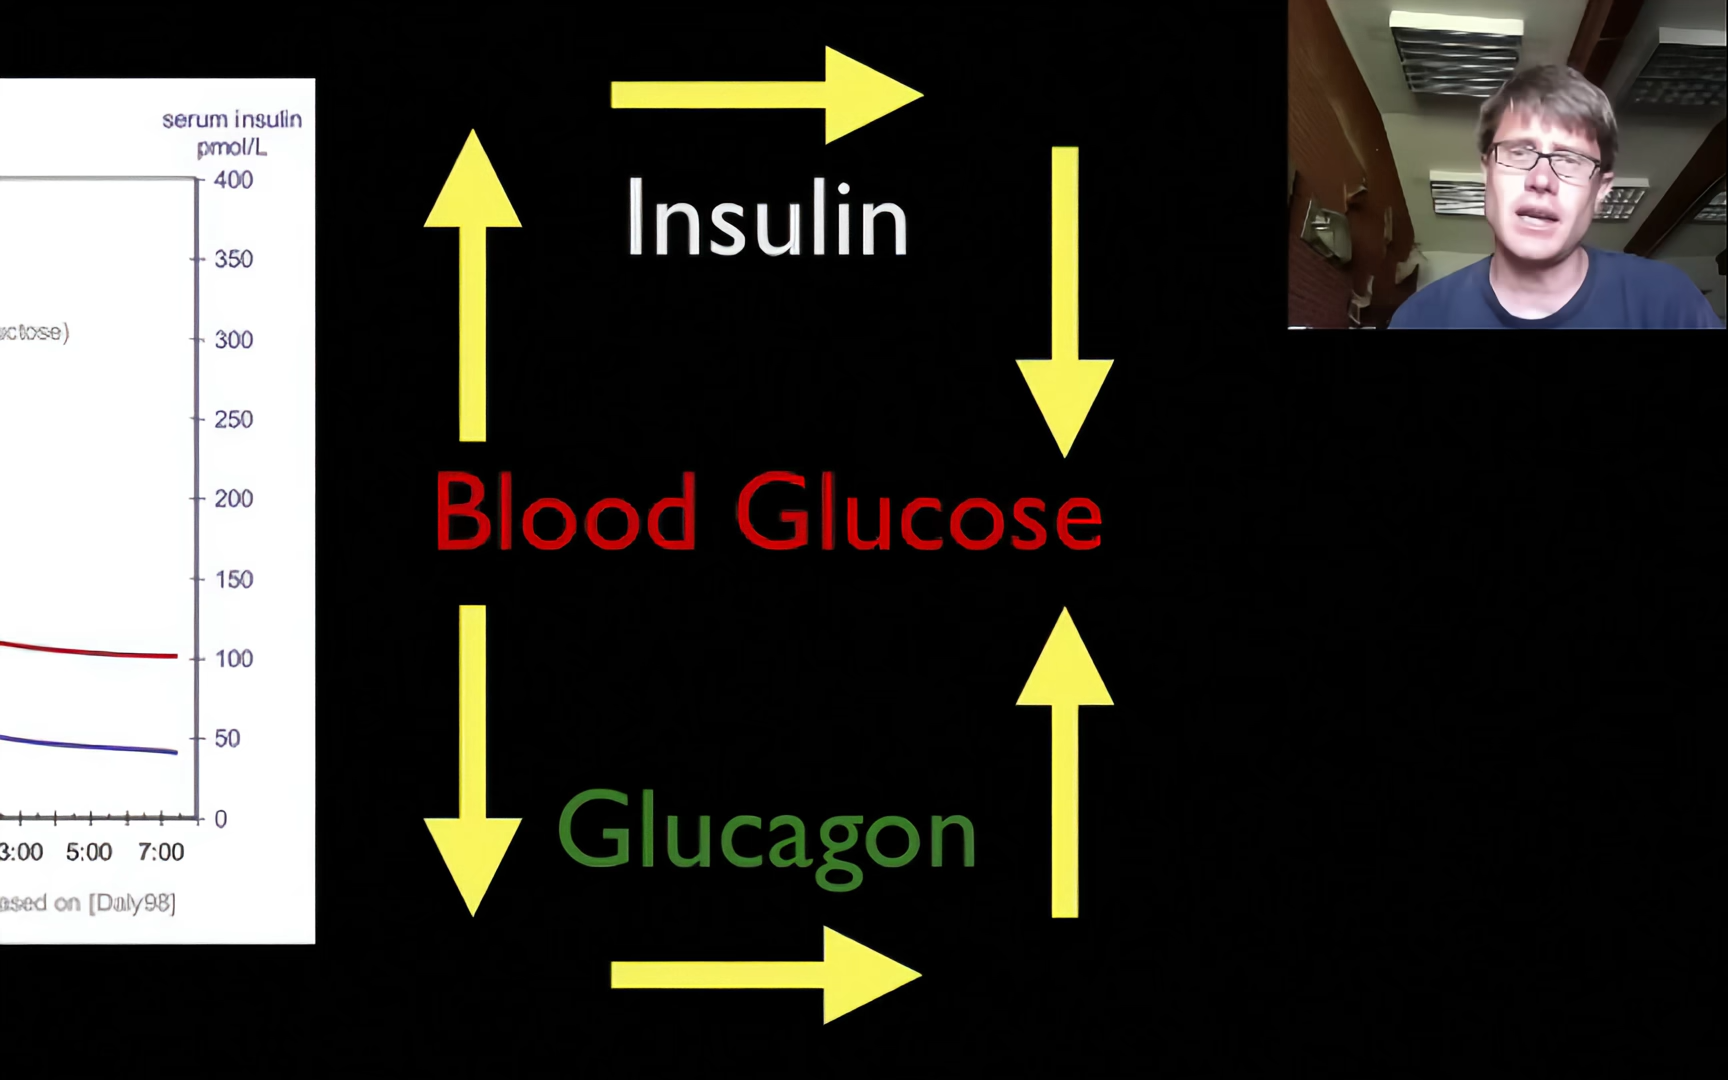 serum insulin
pmol/L
400
350
uctose)
300
250
200
150
100
50
0
3:00 5:00 7:00
ased on [Daly98]
Insulin
Blood Glucose
Glucagon